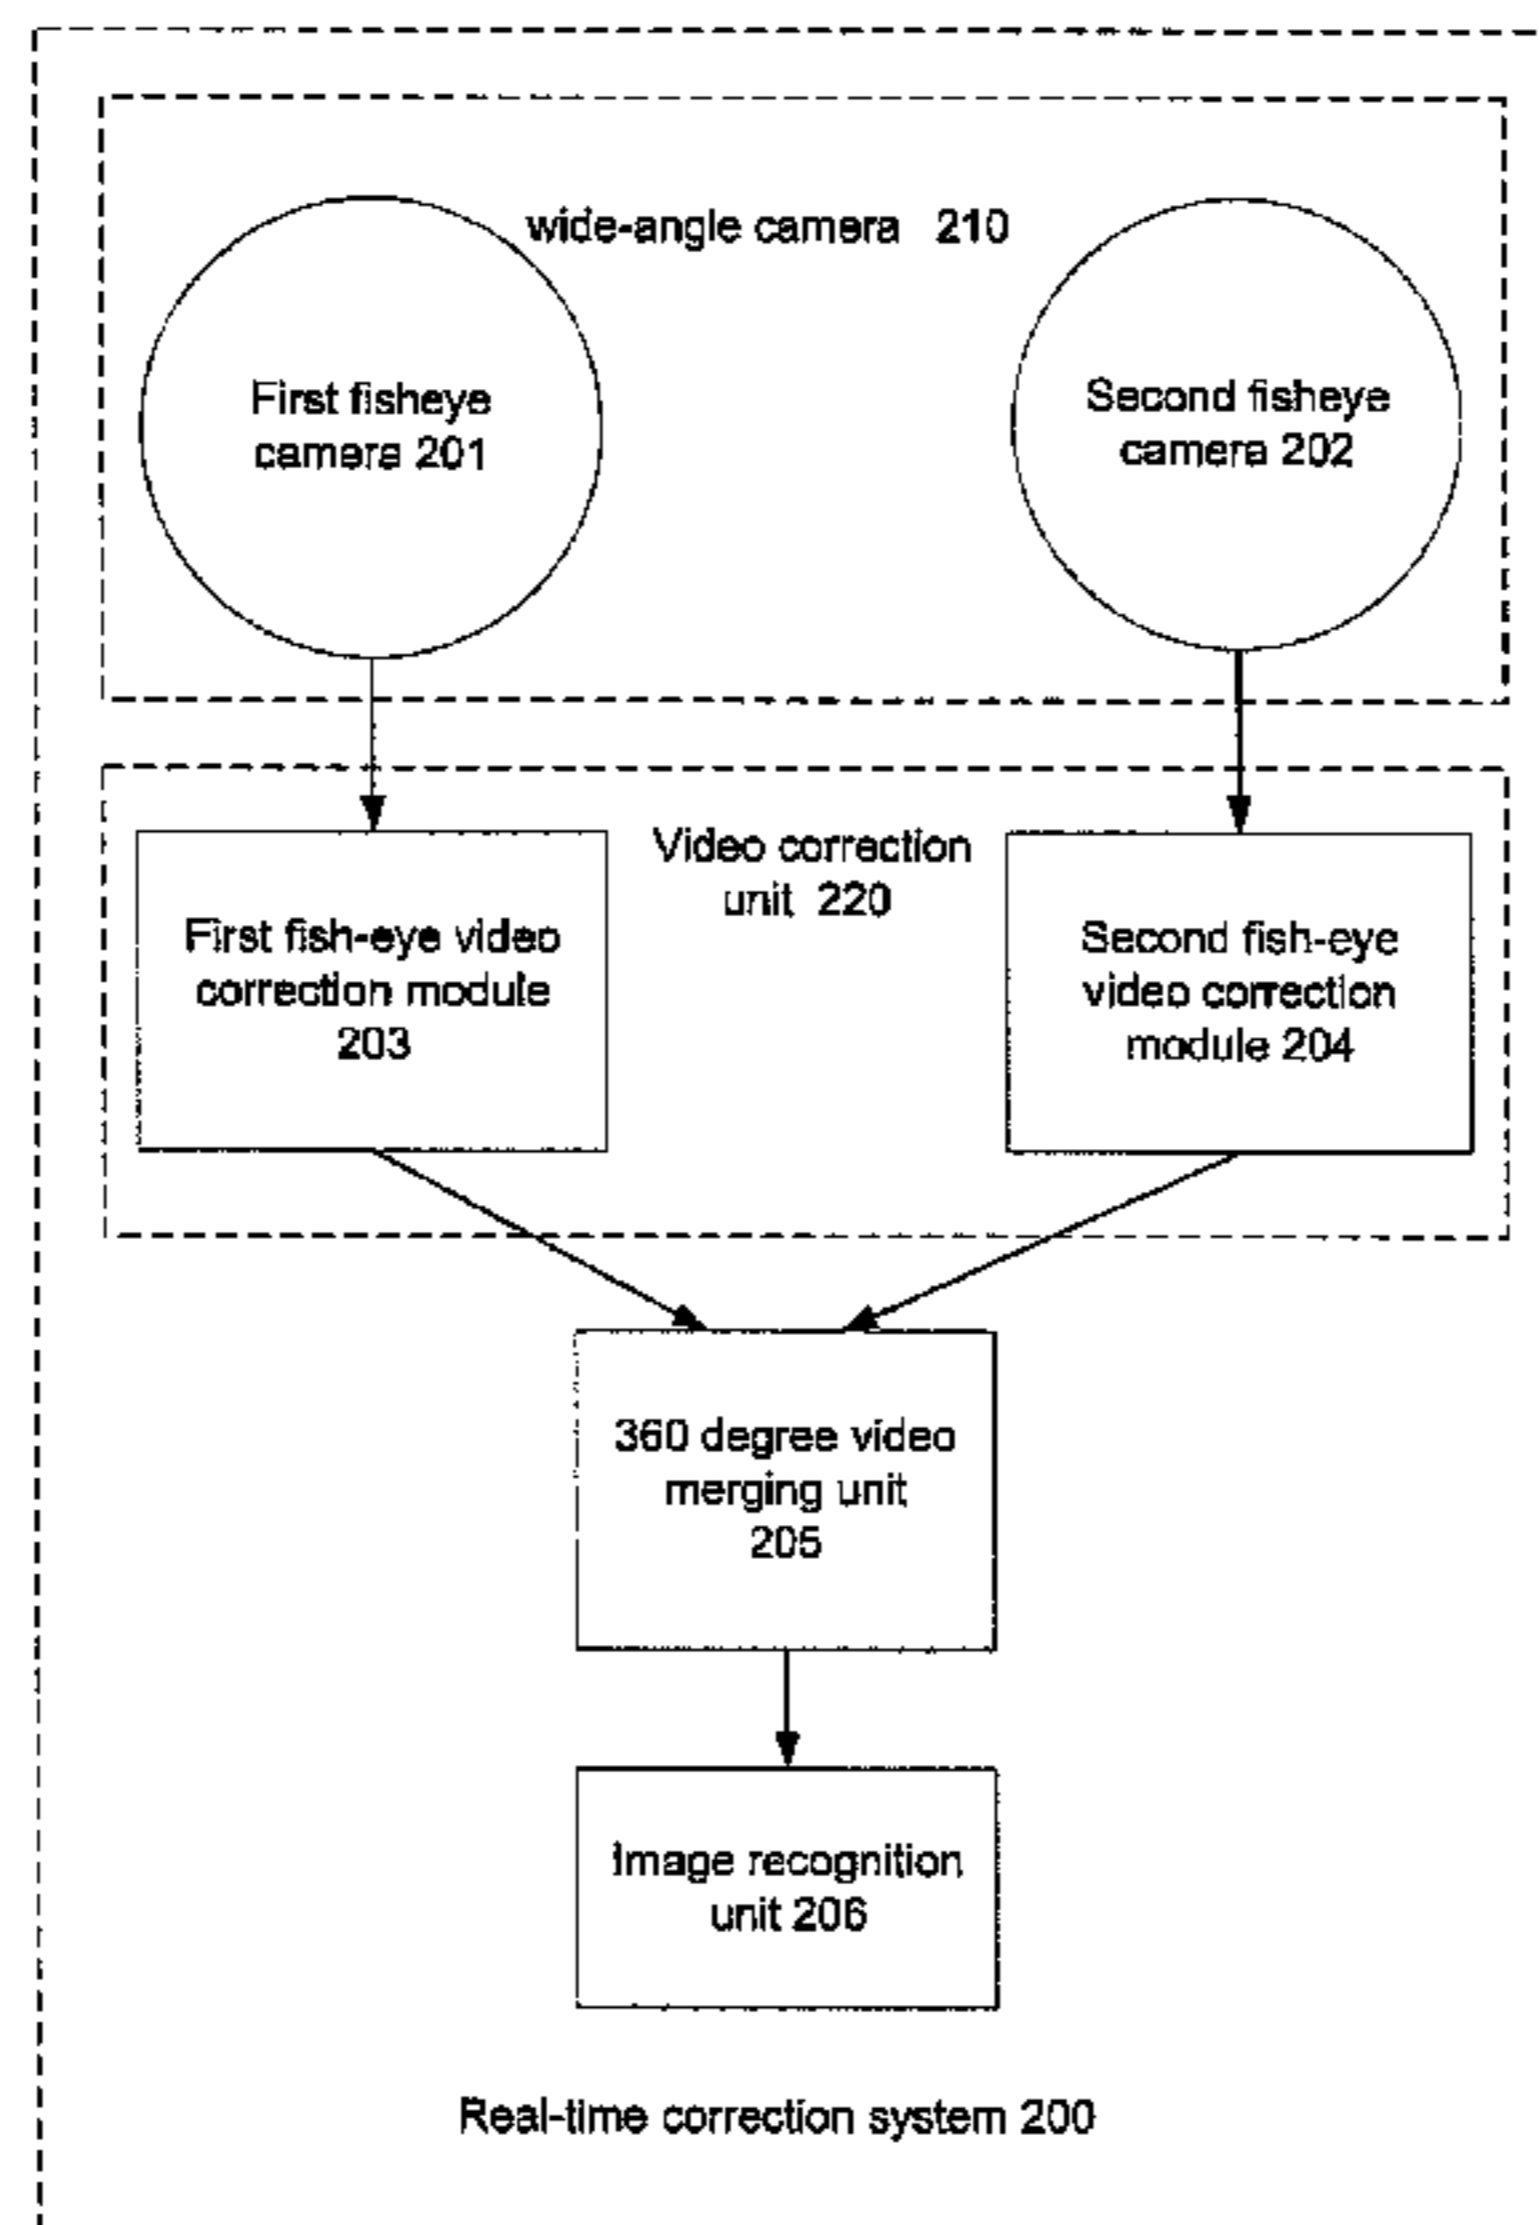 wide-angle camera 210
First fisheye
camera 201
Second fisheye
camera 202
Video correction
unit 220
First fish-eye video
correction module
203
Second fish-eye
video correction
module 204
360 degree video
merging unit
205
Image recognition
unit 206
Real-time correction system 200